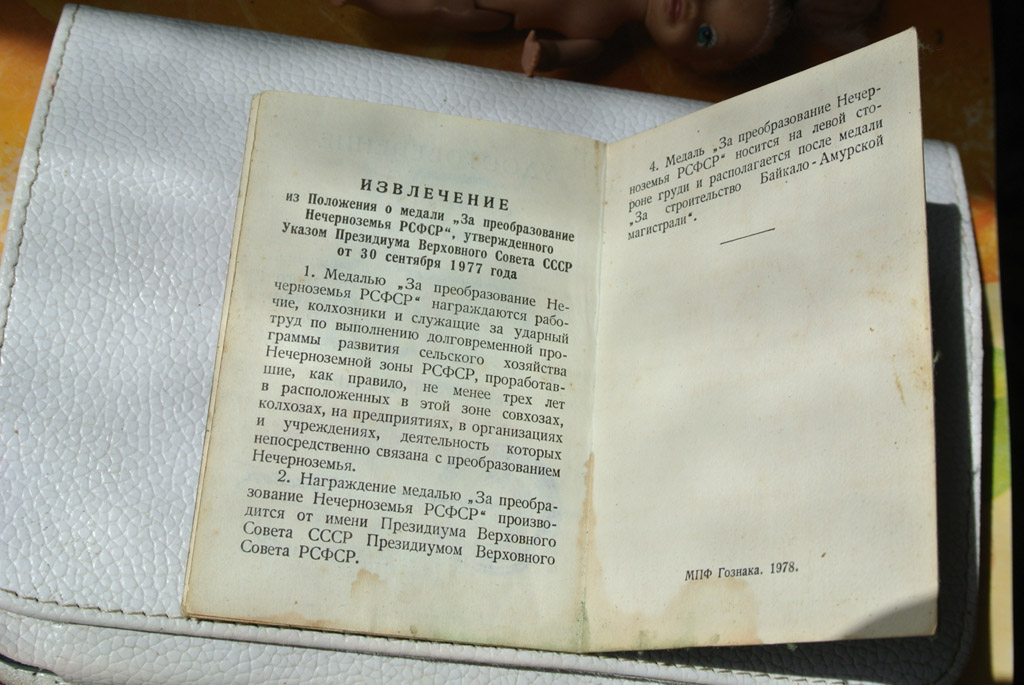 ИЗВЛЕЧЕНИЕ
из Положения о медали „За преобразование
Нечерноземья РСФСР“, утвержденного
Указом Президиума Верховного Совета СССР
от 30 сентября 1977 года
1. Медалью „За преобразование Не-
черноземья РСФСР“ награждаются рабо-
чие, колхозники и служащие за ударный
труд по выполнению долговременной про-
граммы развития сельского хозяйства
Нечерноземной зоны РСФСР, проработав-
шие, как правило, не менее трех лет
в расположенных в этой зоне совхозах,
колхозах, на предприятиях, в организациях
и учреждениях, деятельность которых
непосредственно связана с преобразованием
Нечерноземья.
2. Награждение медалью „За преобра-
зование Нечерноземья РСФСР“ произво-
дится от имени Президиума Верховного
Совета СССР Президиумом Верховного
Совета РСФСР.
4. Медаль „За преобразование Нечер-
ноземья РСФСР“ носится на левой сто-
роне груди и располагается после медали
„За строительство Байкало-Амурской
магистрали“.
МПФ Гознака. 1978.